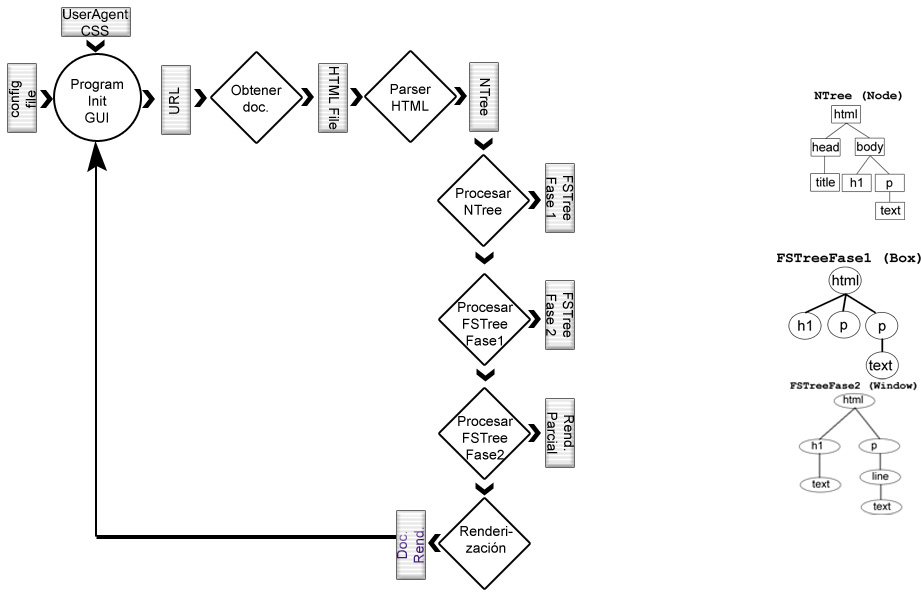 UserAgent
CSS
config
file
Program
Init
GUI
URL
Obtener
doc.
HTML File
Parser
HTML
NTree
Procesar
NTree
FSTree
Fase 1
Procesar
FSTree
Fase1
FSTree
Fase 2
Procesar
FSTree
Fase2
Rend.
Parcial
Renderi-
zación
Doc.
Rend.
NTree (Node)
html
head
body
title
h1
p
text
FSTreeFase1 (Box)
html
h1
p
p
text
FSTreeFase2 (Window)
html
h1
p
text
line
text